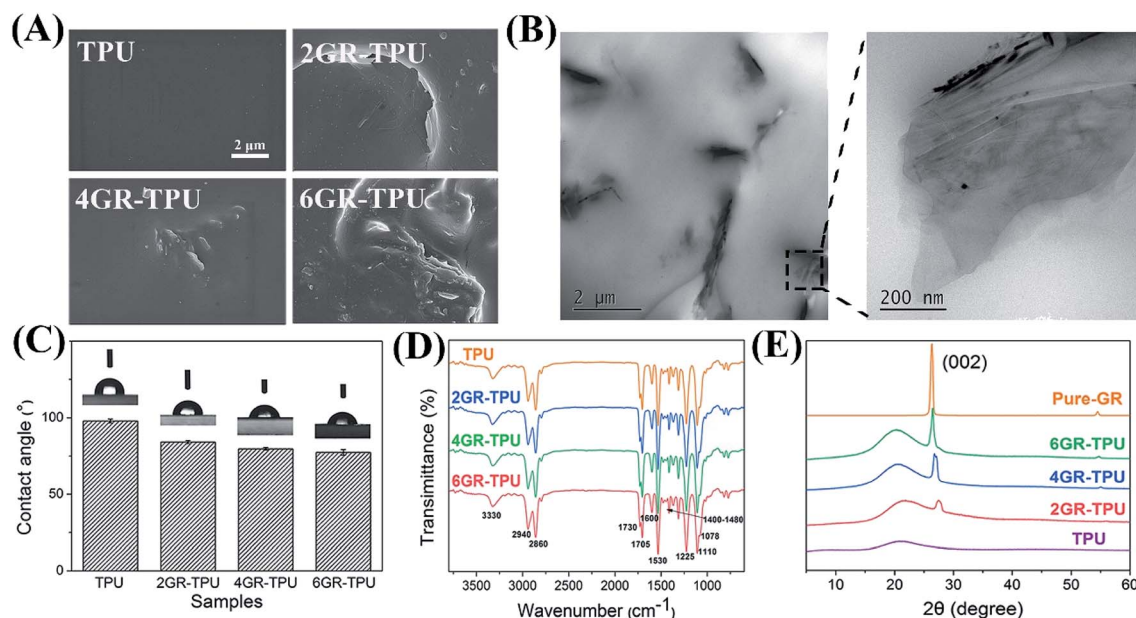 (A)
TPU
2GR-TPU
2 μm
4GR-TPU
6GR-TPU
(B)
2 μm
200 nm
(C)
Contact angle (°)
100
50
0
TPU
2GR-TPU
4GR-TPU
6GR-TPU
Samples
(D)
Transimittance (%)
TPU
2GR-TPU
4GR-TPU
6GR-TPU
3330
2940
2860
1730
1600
1705
1530
1400-1480
1078
1225
1110
3500
3000
2500
2000
1500
1000
Wavenumber (cm⁻¹)
(E)
(002)
Pure-GR
6GR-TPU
4GR-TPU
2GR-TPU
TPU
10
20
30
40
50
60
2θ (degree)